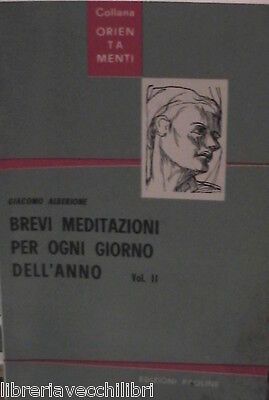 Collana
ORIEN
TA
MENTI
GIACOMO ALBERIONE
BREVI MEDITAZIONI
PER OGNI GIORNO
DELL'ANNO Vol. II
EDIZIONI PAOLINE
libreriavecchilibri